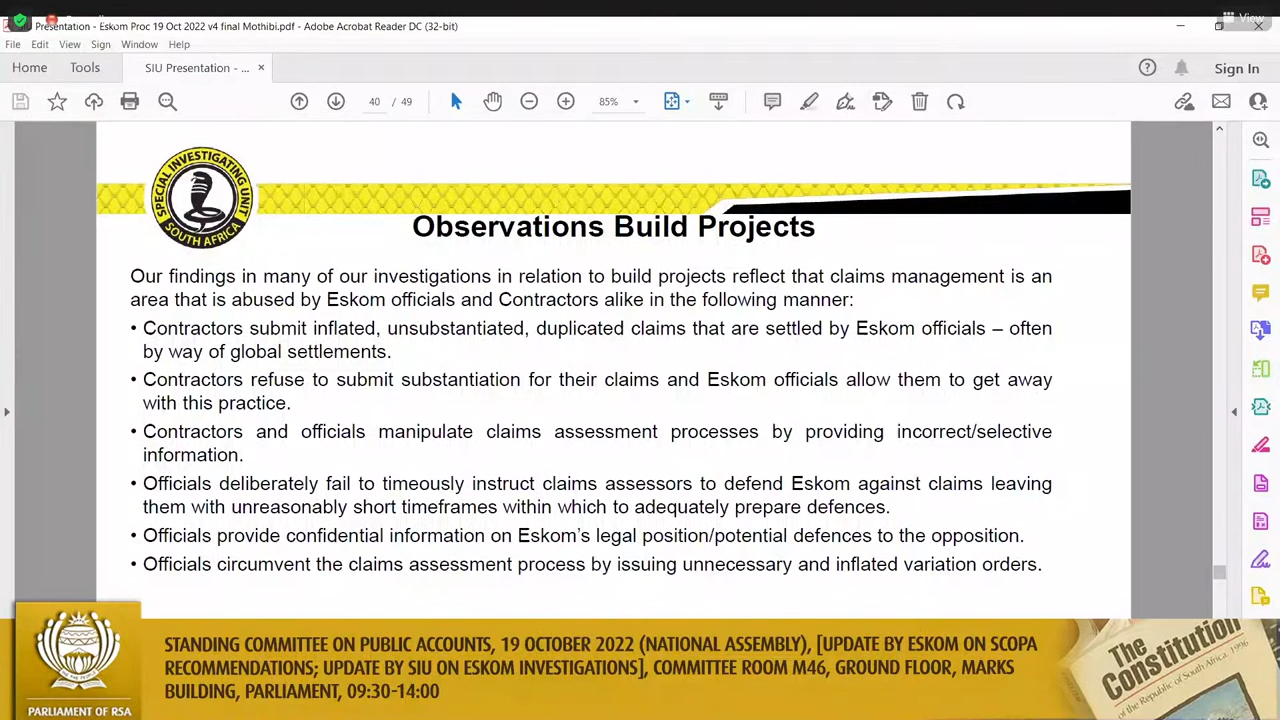 Presentation - Eskom Proc 19 Oct 2022 v4 final Mothibi.pdf - Adobe Acrobat Reader DC (32-bit)
View
File Edit View Sign Window Help
Home Tools SIU Presentation - ... × Sign In
40 / 49 85%
SPECIAL INVESTIGATING UNIT
SOUTH AFRICA
Observations Build Projects
Our findings in many of our investigations in relation to build projects reflect that claims management is an
area that is abused by Eskom officials and Contractors alike in the following manner:
• Contractors submit inflated, unsubstantiated, duplicated claims that are settled by Eskom officials – often
by way of global settlements.
• Contractors refuse to submit substantiation for their claims and Eskom officials allow them to get away
with this practice.
• Contractors and officials manipulate claims assessment processes by providing incorrect/selective
information.
• Officials deliberately fail to timeously instruct claims assessors to defend Eskom against claims leaving
them with unreasonably short timeframes within which to adequately prepare defences.
• Officials provide confidential information on Eskom's legal position/potential defences to the opposition.
• Officials circumvent the claims assessment process by issuing unnecessary and inflated variation orders.
STANDING COMMITTEE ON PUBLIC ACCOUNTS, 19 OCTOBER 2022 (NATIONAL ASSEMBLY), [UPDATE BY ESKOM ON SCOPA
RECOMMENDATIONS; UPDATE BY SIU ON ESKOM INVESTIGATIONS], COMMITTEE ROOM M46, GROUND FLOOR, MARKS
BUILDING, PARLIAMENT, 09:30-14:00
PARLIAMENT OF RSA
The
Constitution
of the Republic of South Africa, 1996